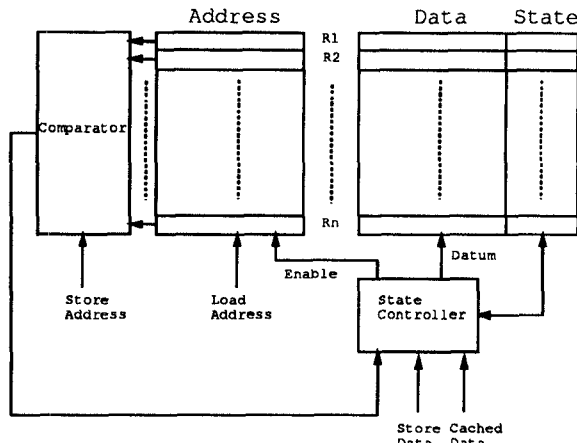 Address Data State
R1
R2
Comparator
Rn
Datum
Enable
Store
Address
Load
Address
State
Controller
Store Cached
Data Data